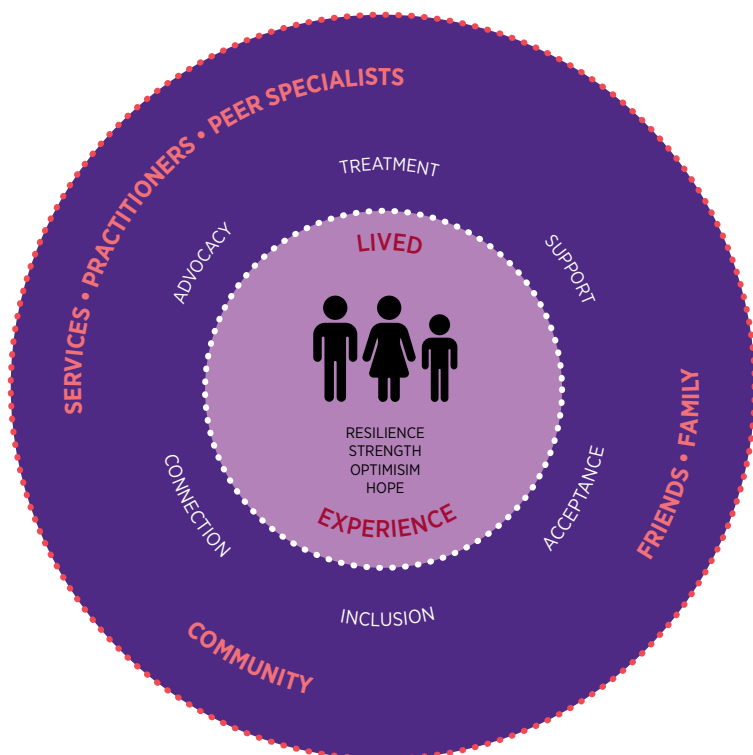 SERVICES • PRACTITIONERS • PEER SPECIALISTS
TREATMENT
ADVOCACY
SUPPORT
LIVED
RESILIENCE
STRENGTH
OPTIMISIM
HOPE
EXPERIENCE
CONNECTION
ACCEPTANCE
INCLUSION
FRIENDS • FAMILY
COMMUNITY